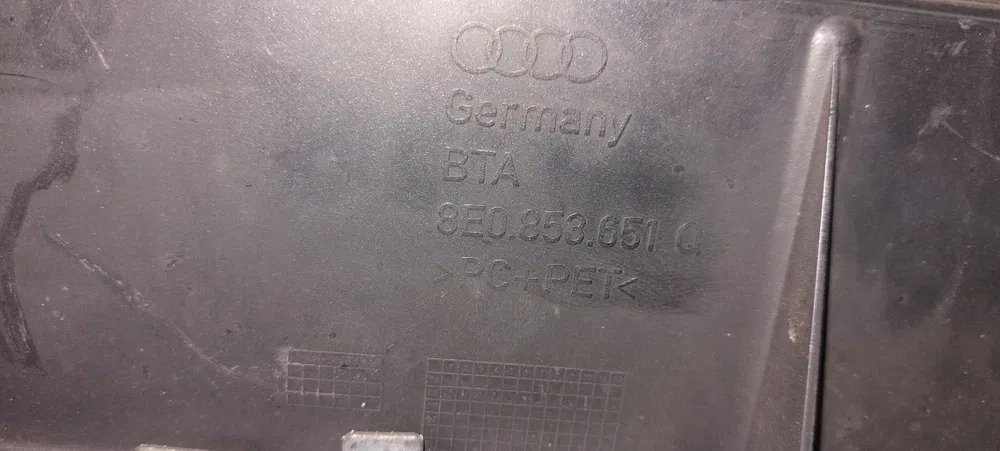 Germany
BTA
8E0.853.651 Q
>PC+PET<